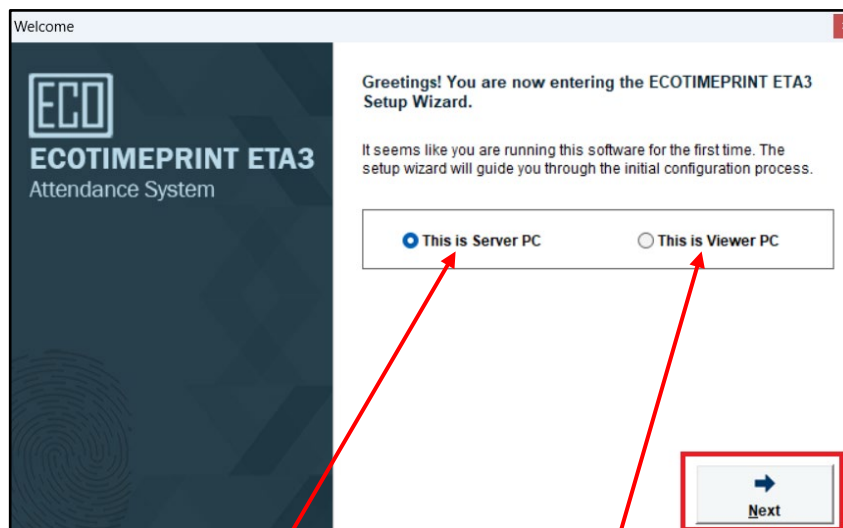 Welcome
ECO
ECOTIMEPRINT ETA3
Attendance System
Greetings! You are now entering the ECOTIMEPRINT ETA3
Setup Wizard.
It seems like you are running this software for the first time. The
setup wizard will guide you through the initial configuration process.
This is Server PC
This is Viewer PC
Next